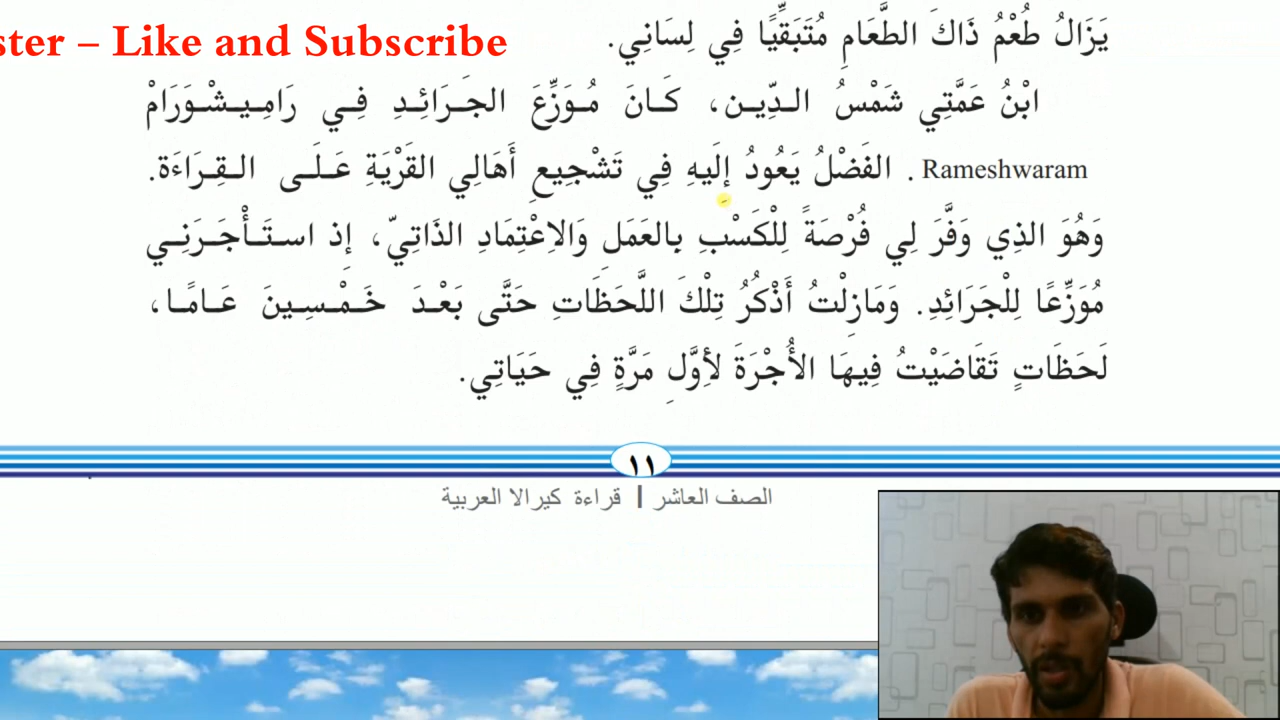 ster – Like and Subscribe
يَزَالُ طُعْمُ ذَاكَ الطَّعَامِ مُتَبَقِّيًا فِي لِسَانِي.
ابْنُ عَمَّتِي شَمْسُ الدِّين، كَانَ مُوَزِّعَ الجَرَائِدِ فِي رَامِيشْوَرَامْ
Rameshwaram . الفَضْلُ يَعُودُ إِلَيهِ فِي تَشْجِيعِ أَهَالِي القَرْيَةِ عَلَى القِرَاءَة.
وَهُوَ الذِي وَفَّرَ لِي فُرْصَةً لِلْكَسْبِ بِالعَمَلِ وَالاِعْتِمَادِ الذَاتِيّ، إِذ استَأْجَرَنِي
مُوَزِّعًا لِلْجَرَائِدِ. وَمَازِلْتُ أَذْكُرُ تِلْكَ اللَّحَظَاتِ حَتَّى بَعْدَ خَمْسِينَ عَامًا،
لَحَظَاتٍ تَقَاضَيْتُ فِيهَا الأُجْرَةَ لأِوَّلِ مَرَّةٍ فِي حَيَاتِي.
١١
الصف العاشر | قراءة كيرالا العربية